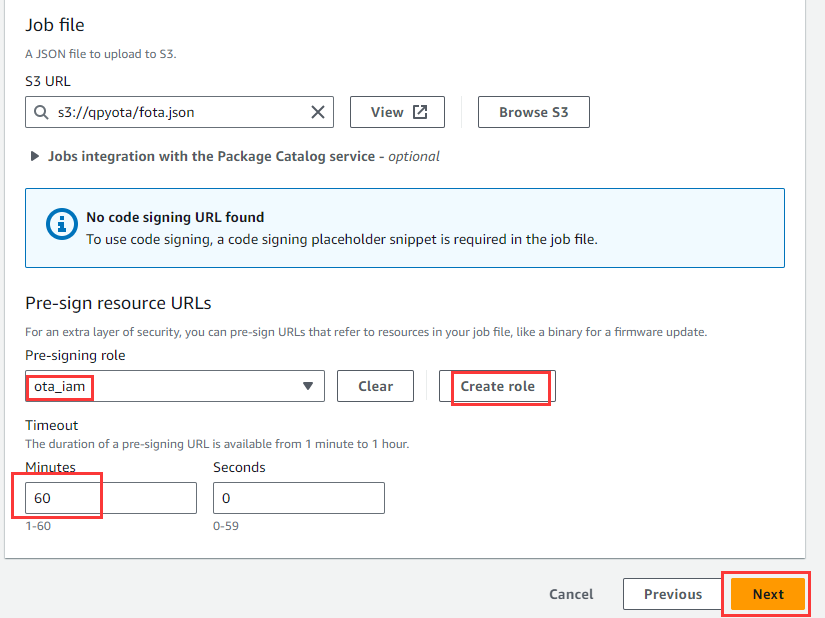 Job file
A JSON file to upload to S3.
S3 URL
s3://qpyota/fota.json
View
Browse S3
Jobs integration with the Package Catalog service - optional
No code signing URL found
To use code signing, a code signing placeholder snippet is required in the job file.
Pre-sign resource URLs
For an extra layer of security, you can pre-sign URLs that refer to resources in your job file, like a binary for a firmware update.
Pre-signing role
ota_iam
Clear
Create role
Timeout
The duration of a pre-signing URL is available from 1 minute to 1 hour.
Minutes
Seconds
60
0
1-60
0-59
Cancel
Previous
Next